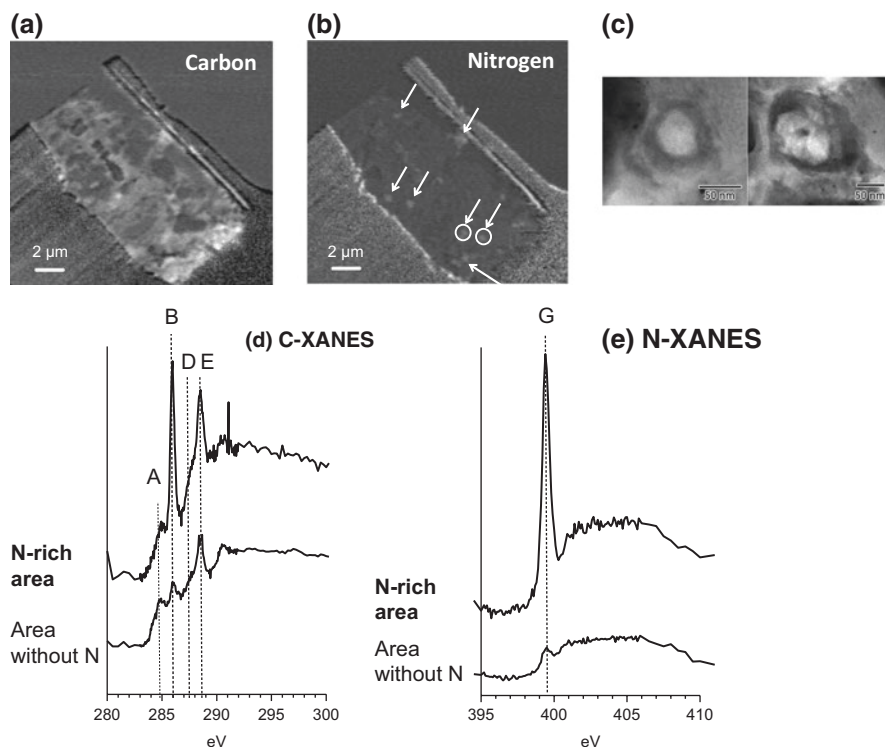 (a)
Carbon
2 μm
(b)
Nitrogen
2 μm
(c)
50 nm
50 nm
(d) C-XANES
B
D
E
A
N-rich
area
Area
without N
280 285 290 295 300
eV
(e) N-XANES
G
N-rich
area
Area
without N
395 400 405 410
eV